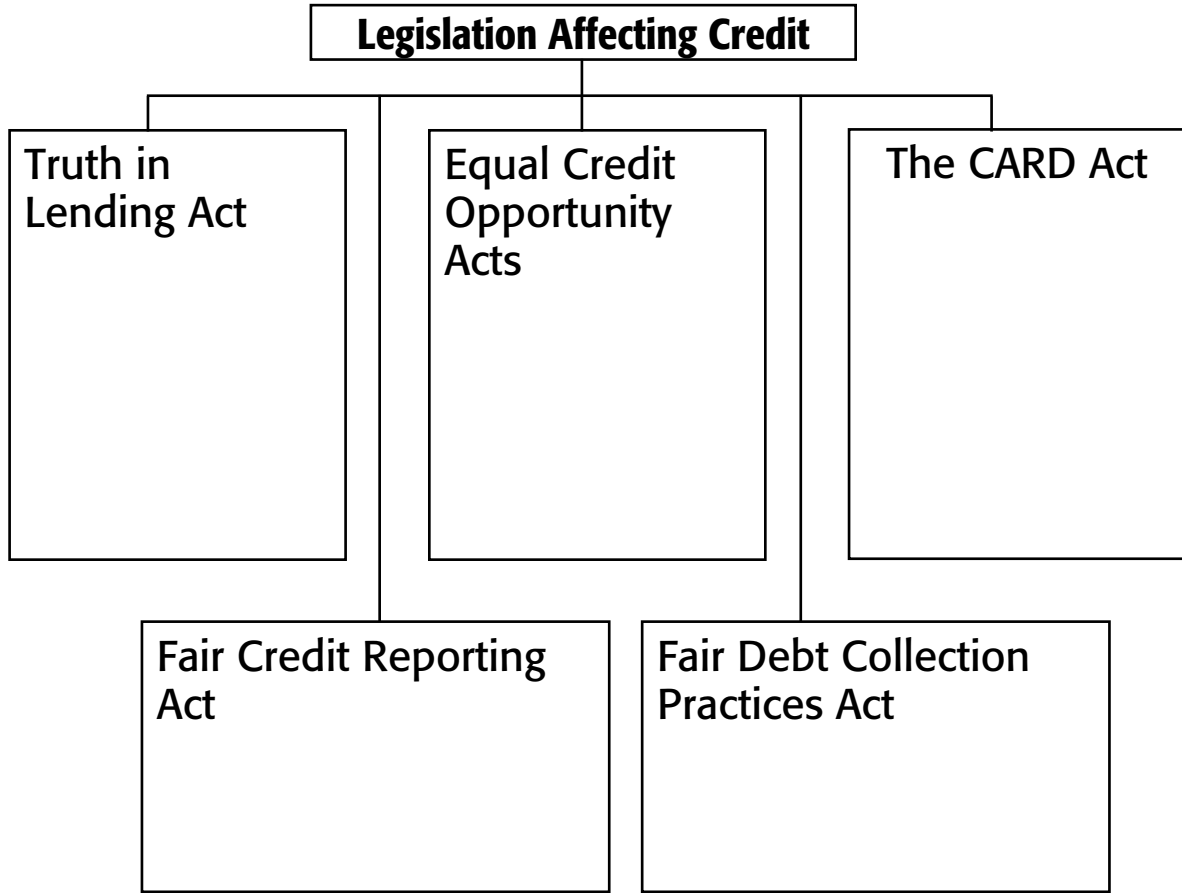 Legislation Affecting Credit
Truth in
Lending Act
Equal Credit
Opportunity
Acts
The CARD Act
Fair Credit Reporting
Act
Fair Debt Collection
Practices Act